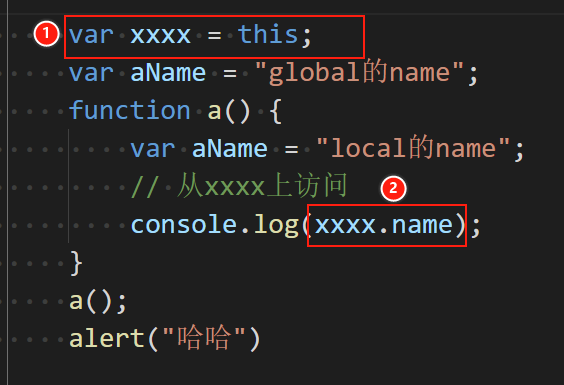 1 var xxxx = this;
var aName = "global的name";
function a() {
var aName = "local的name";
// 从xxxx上访问 2
console.log(xxxx.name);
}
a();
alert("哈哈")